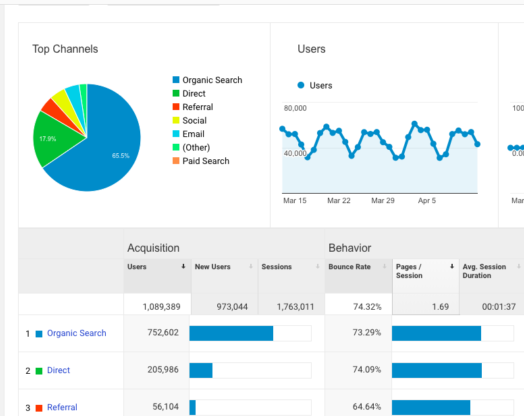 Top Channels
Organic Search
Direct
Referral
Social
Email
(Other)
Paid Search
17.9%
65.5%
Users
Users
80,000
40,000
Mar 15 Mar 22 Mar 29 Apr 5
100
0.0
Mar
Acquisition Behavior
Users New Users Sessions Bounce Rate Pages / Session Avg. Session Duration
1,089,389 973,044 1,763,011 74.32% 1.69 00:01:37
1 Organic Search 752,602 73.29%
2 Direct 205,986 74.09%
3 Referral 56,104 64.64%